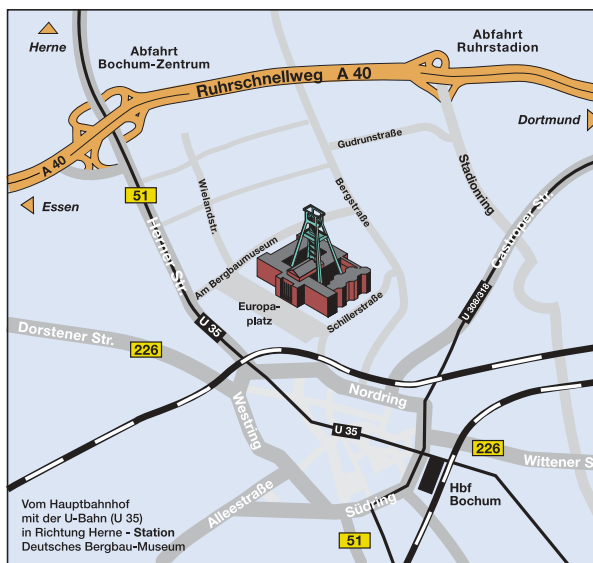 Herne
Abfahrt
Bochum-Zentrum
Abfahrt
Ruhrstadion
Ruhrschnellweg A 40
Dortmund
A 40
Essen
51
Gudrunstraße
Stadionring
Wielandstr.
Bergstraße
Herner Str.
Castroper Str.
Am Bergbaumuseum
Europa-
platz
Schillerstraße
U 308/318
Dorstener Str.
226
U 35
Nordring
Westring
U 35
226
Wittener S
Hbf
Bochum
Alleestraße
Südring
51
Vom Hauptbahnhof
mit der U-Bahn (U 35)
in Richtung Herne - Station
Deutsches Bergbau-Museum